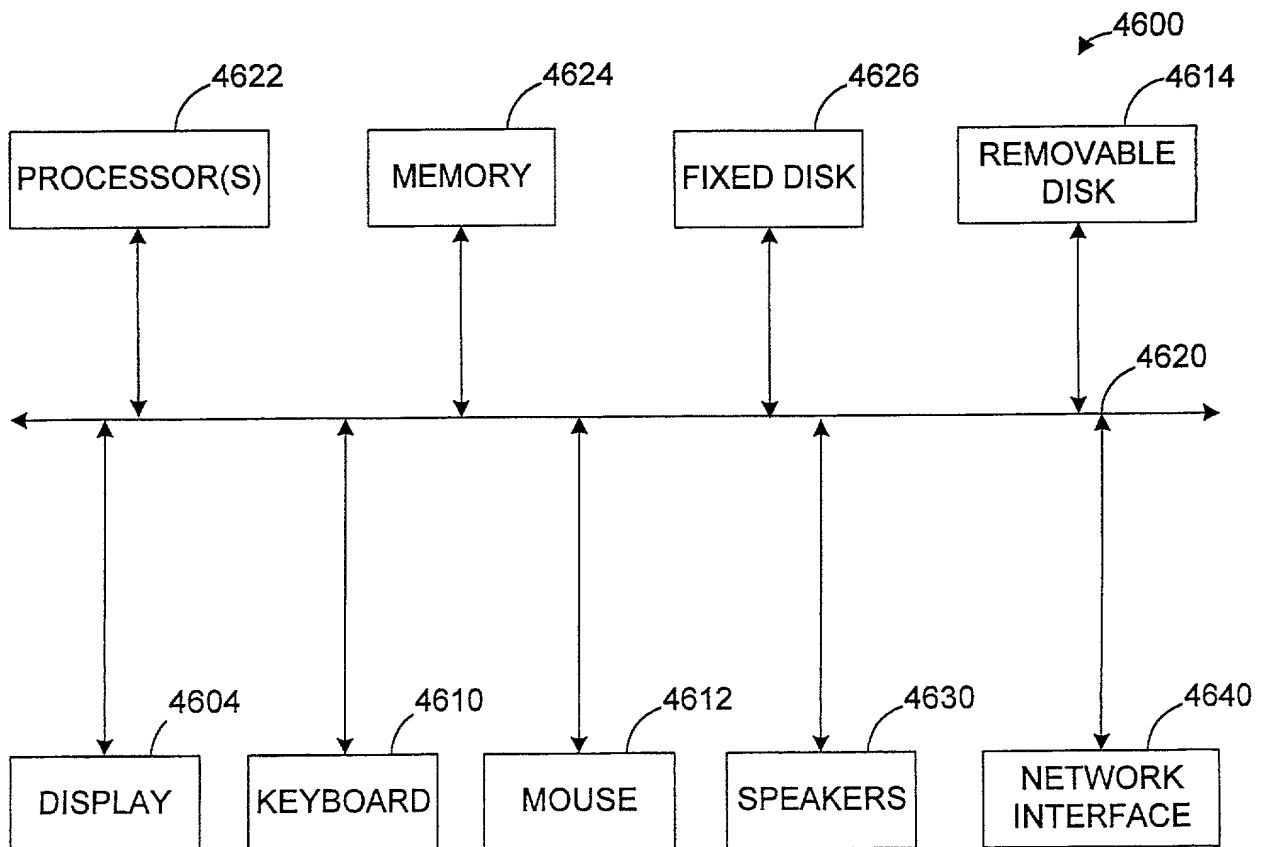 4600
4622
4624
4626
4614
PROCESSOR(S)
MEMORY
FIXED DISK
REMOVABLE
DISK
4620
4604
4610
4612
4630
4640
DISPLAY
KEYBOARD
MOUSE
SPEAKERS
NETWORK
INTERFACE